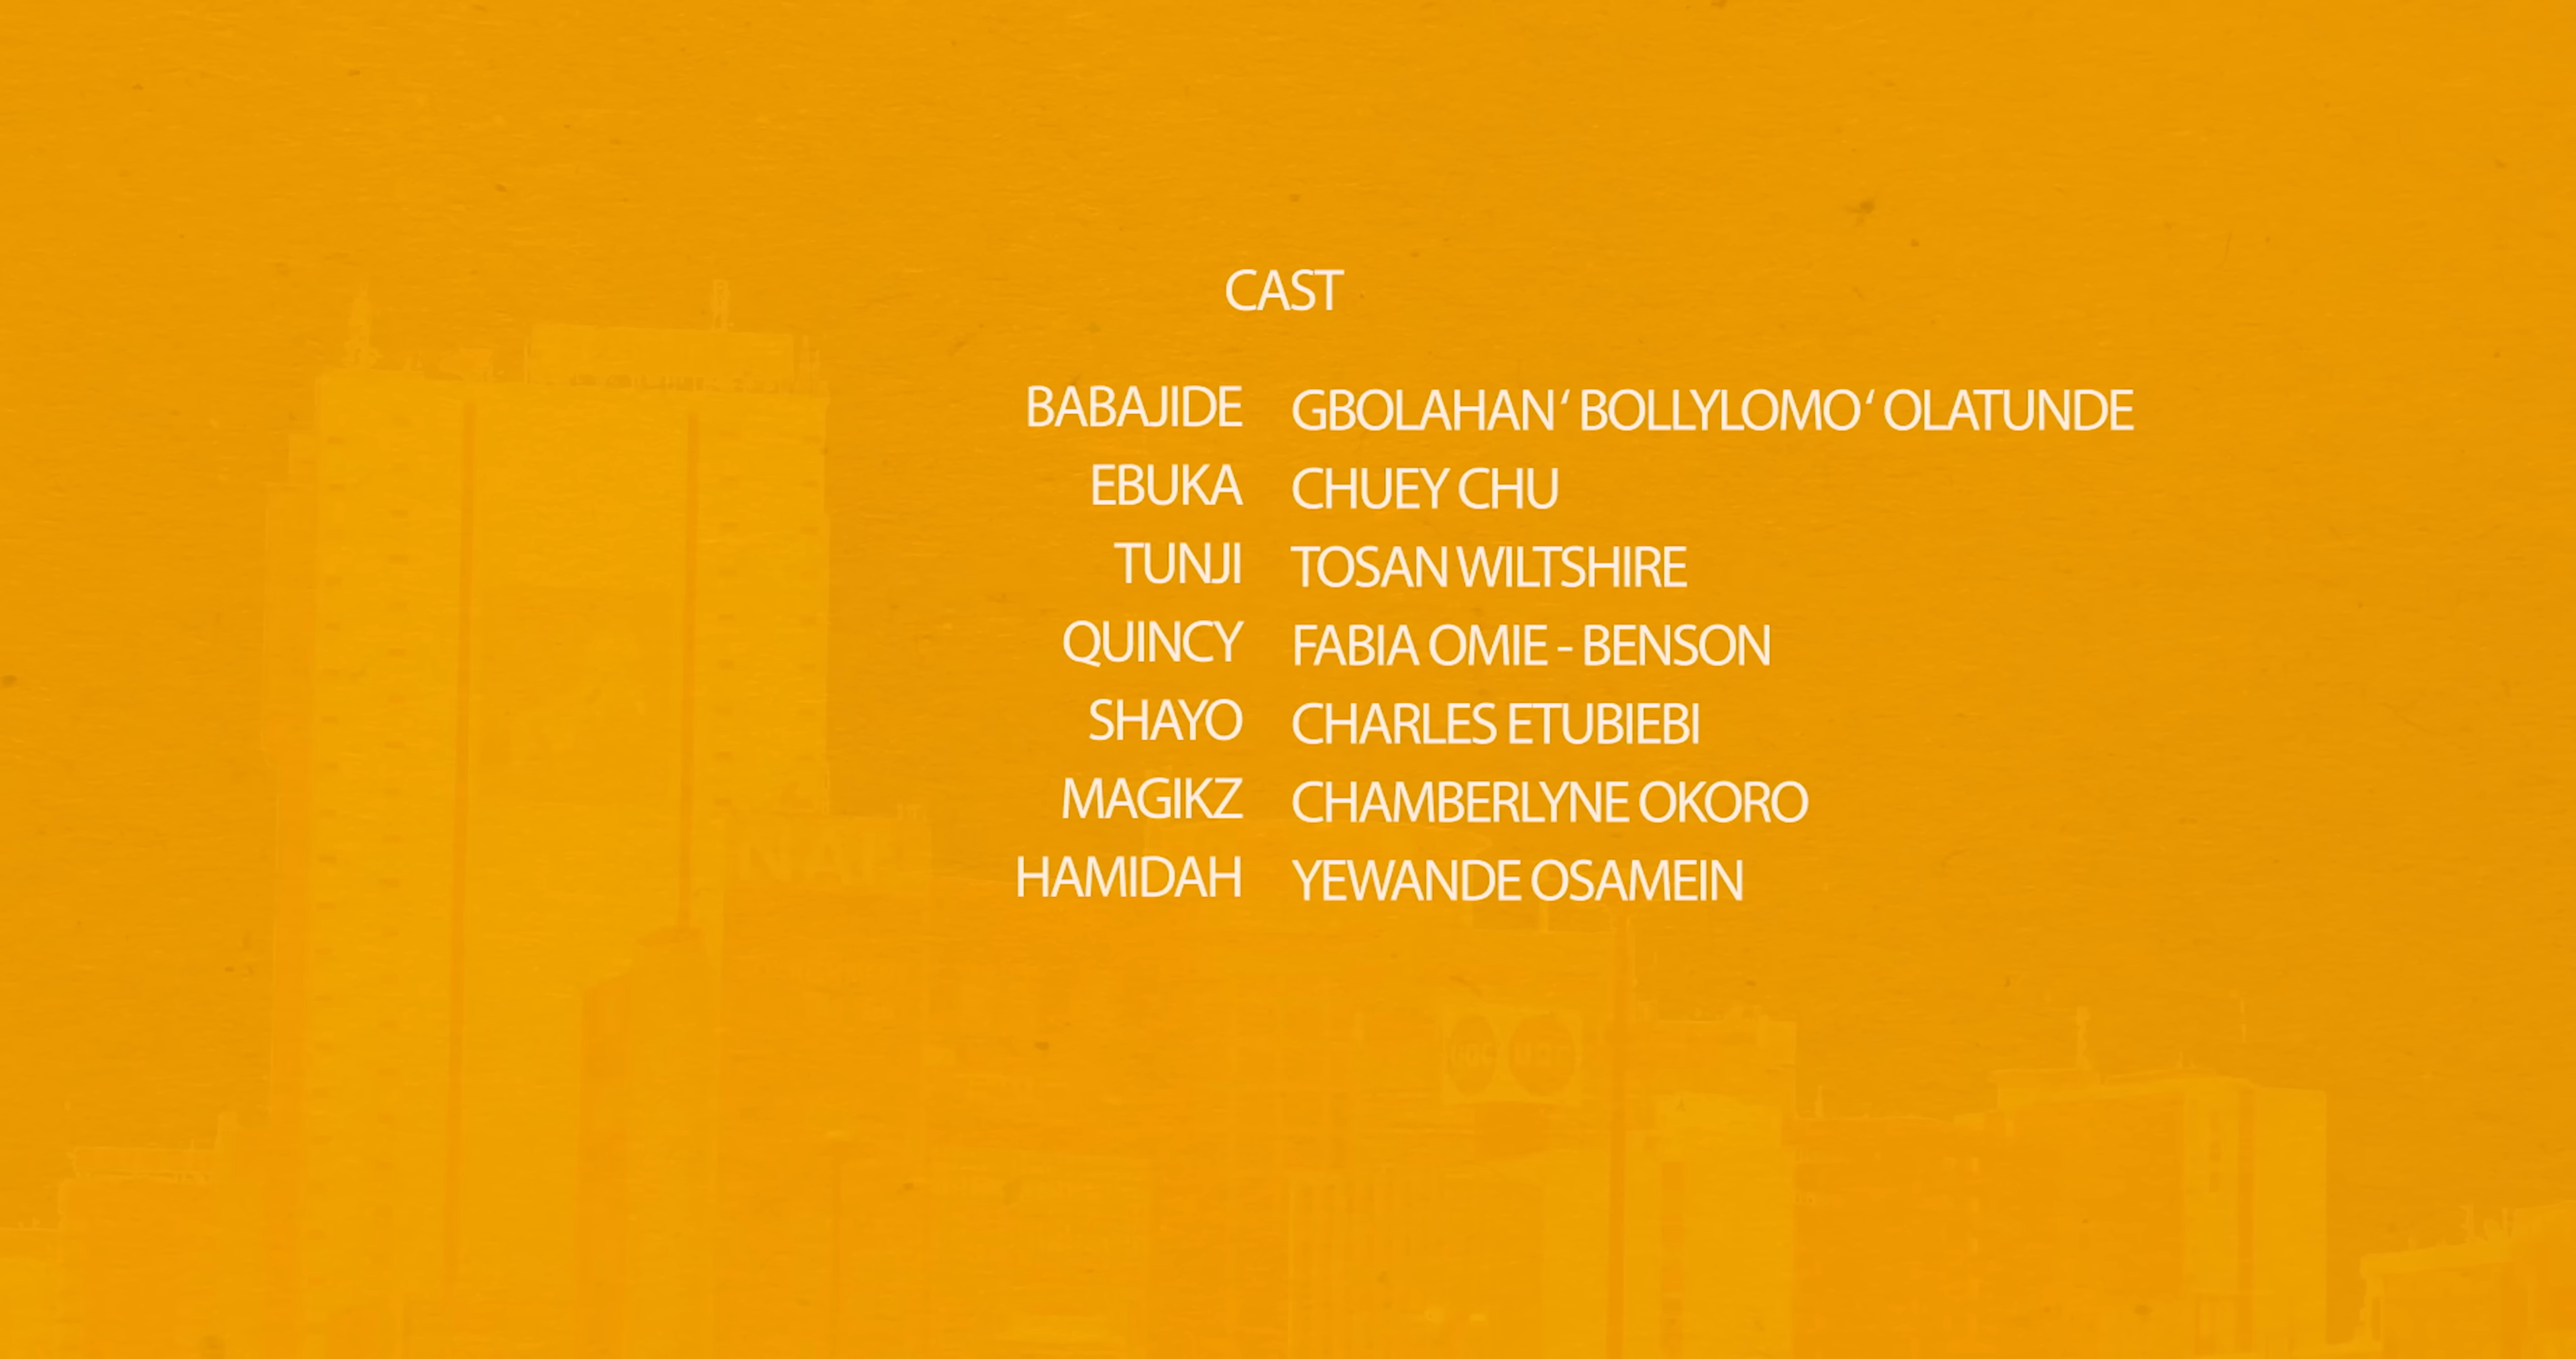 CAST
BABAJIDE GBOLAHAN ‘ BOLLYLOMO ‘ OLATUNDE
EBUKA CHUEY CHU
TUNJI TOSAN WILTSHIRE
QUINCY FABIA OMIE - BENSON
SHAYO CHARLES ETUBIEBI
MAGIKZ CHAMBERLYNE OKORO
HAMIDAH YEWANDE OSAMEIN